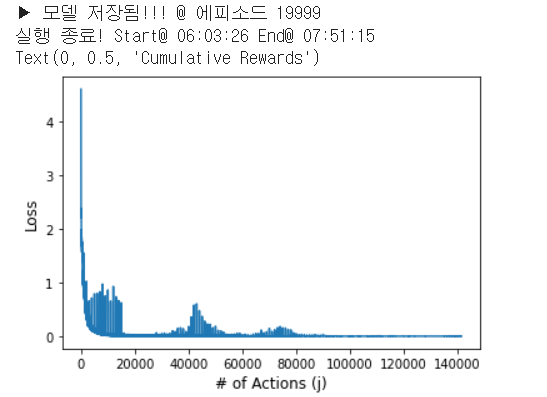 ▶ 모델 저장됨!!! @ 에피소드 19999
실행 종료! Start@ 06:03:26 End@ 07:51:15
Text(0, 0.5, 'Cumulative Rewards')
4
3
2
1
0
Loss
0 20000 40000 60000 80000 100000 120000 140000
# of Actions (j)